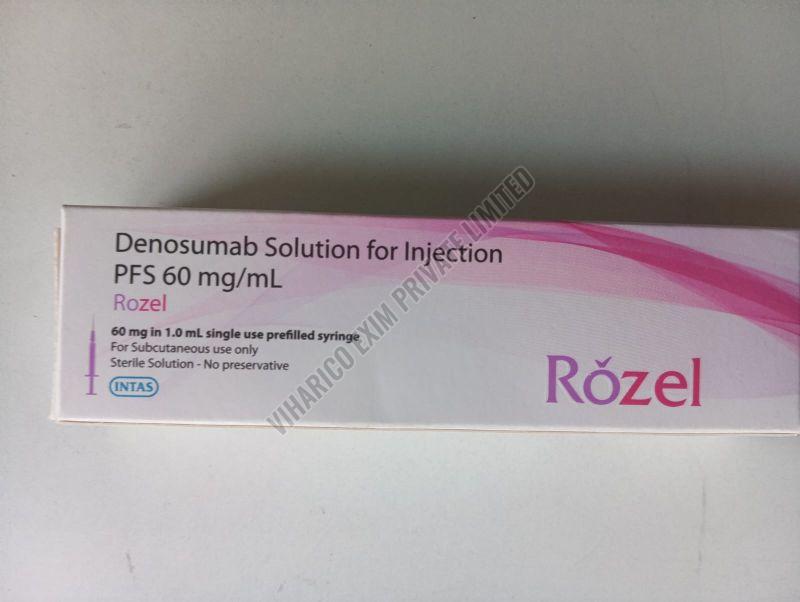 Denosumab Solution for Injection
PFS 60 mg/mL
Rozel
60 mg in 1.0 mL single use prefilled syringe
For Subcutaneous use only
Sterile Solution - No preservative
INTAS
Rǒzel
VIHARICO EXIM PRIVATE LIMITED